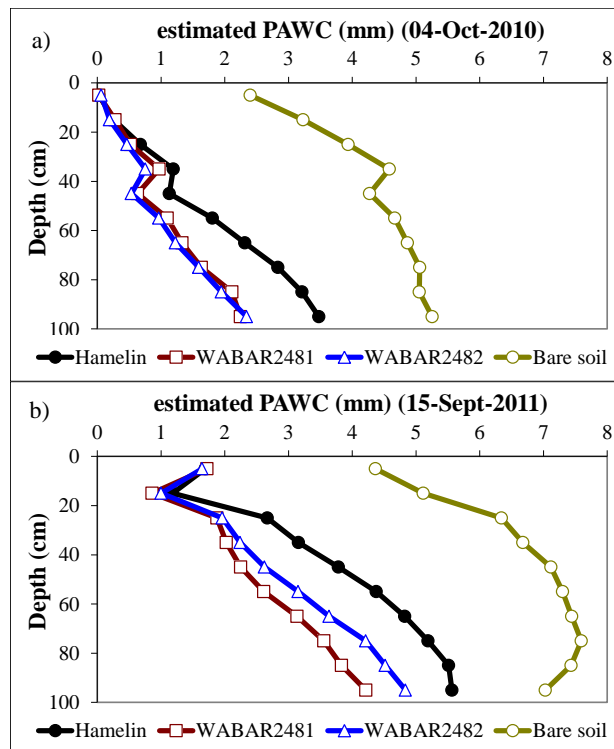 a)
estimated PAWC (mm) (04-Oct-2010)
0 1 2 3 4 5 6 7 8
Depth (cm)
0
20
40
60
80
100
Hamelin WABAR2481 WABAR2482 Bare soil
b)
estimated PAWC (mm) (15-Sept-2011)
0 1 2 3 4 5 6 7 8
Depth (cm)
0
20
40
60
80
100
Hamelin WABAR2481 WABAR2482 Bare soil